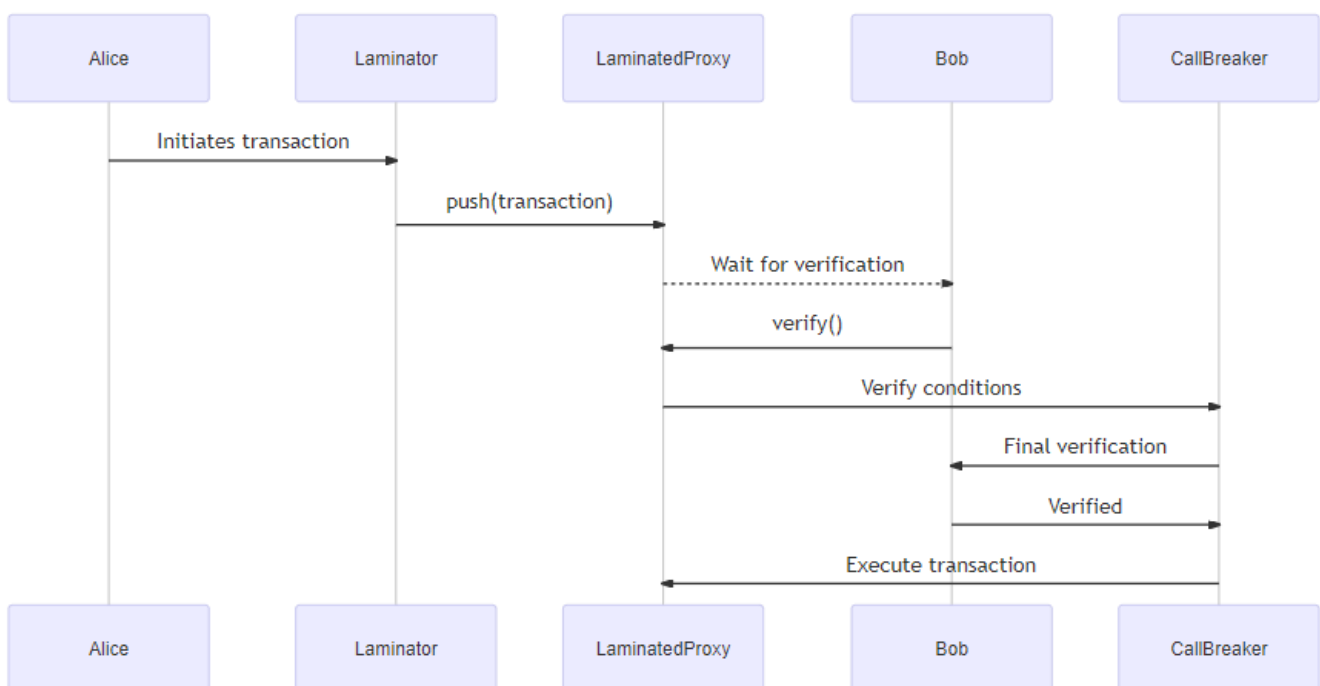 Alice
Laminator
LaminatedProxy
Bob
CallBreaker
Initiates transaction
push(transaction)
Wait for verification
verify()
Verify conditions
Final verification
Verified
Execute transaction
Alice
Laminator
LaminatedProxy
Bob
CallBreaker